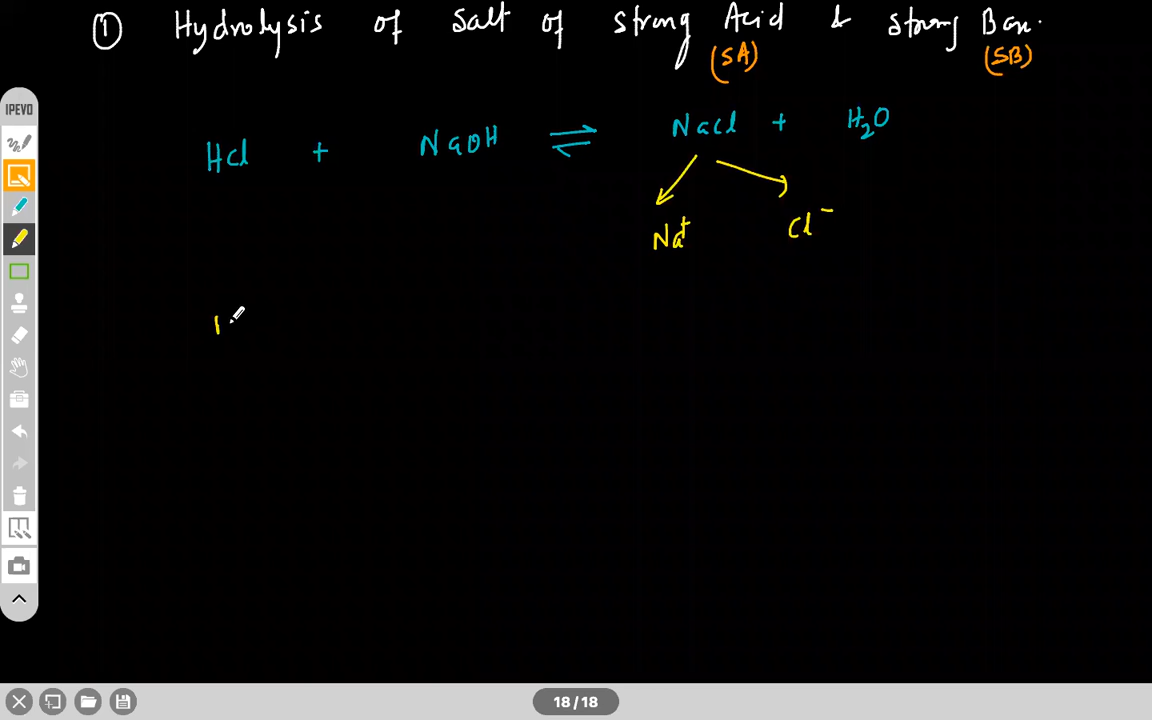 ① Hydrolysis of Salt of Strong Acid & Strong Base.
(SA) (SB)
IPEVO
HCl + NaOH ⇌ NaCl + H₂O
Na⁺ Cl⁻
18/18